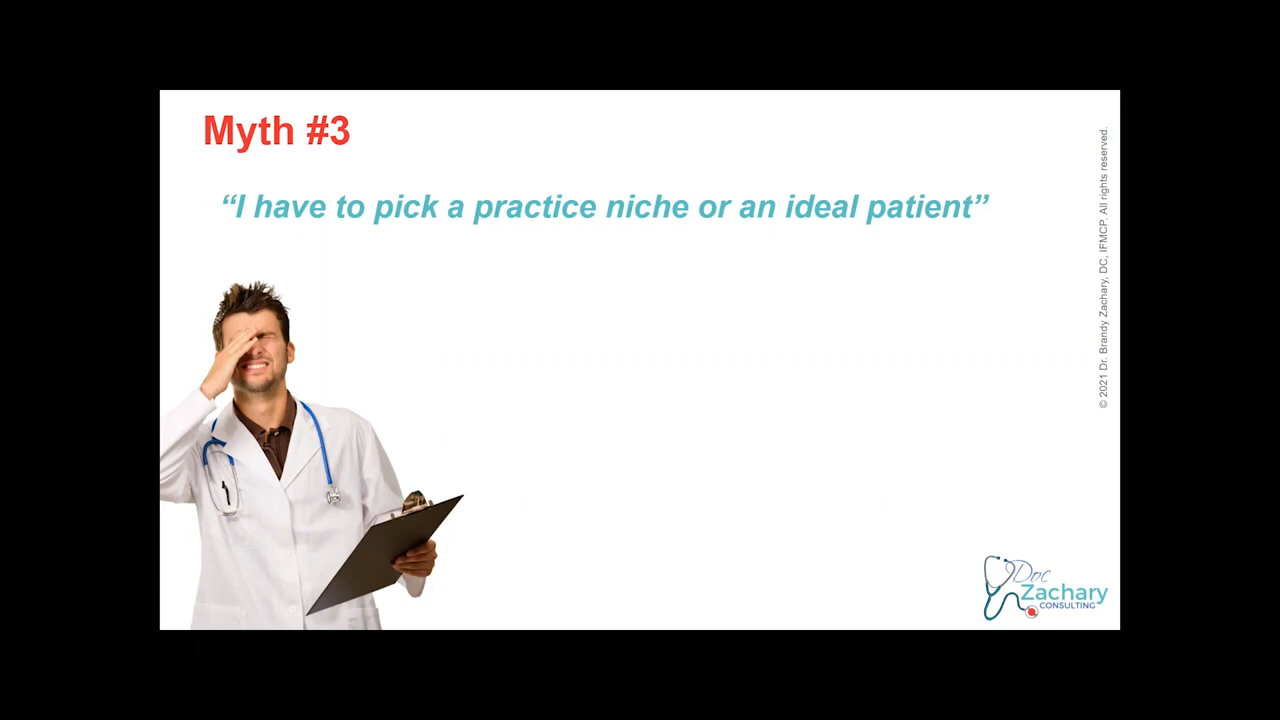 Myth #3
“I have to pick a practice niche or an ideal patient”
© 2021 Dr. Brandy Zachary, DC, IFMCP. All rights reserved.
Doc
Zachary
CONSULTING